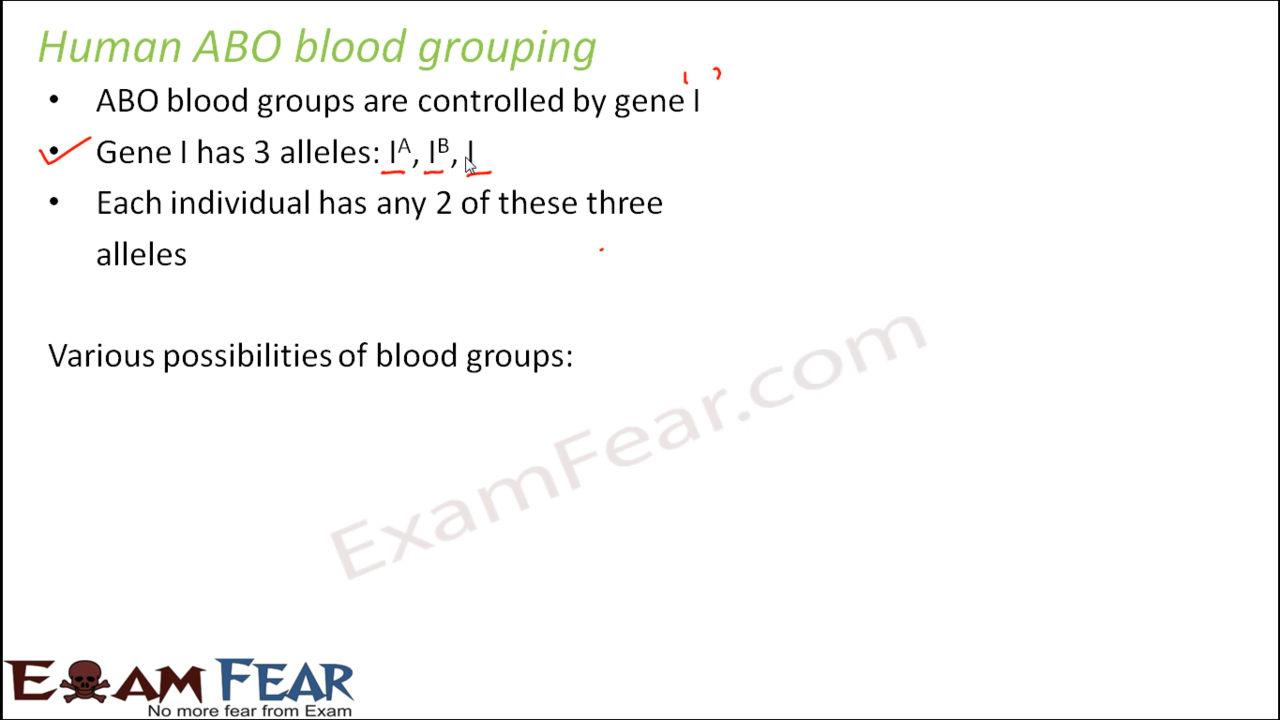 Human ABO blood grouping
• ABO blood groups are controlled by gene I
• Gene I has 3 alleles: Iᴬ, Iᴮ, I
• Each individual has any 2 of these three
alleles
Various possibilities of blood groups:
ExamFear.com
EXAM FEAR
No more fear from Exam